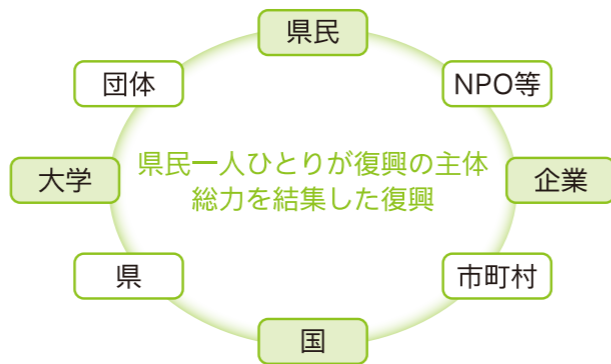 県民
団体
NPO等
県民一人ひとりが復興の主体
大学
企業
総力を結集した復興
県
市町村
国